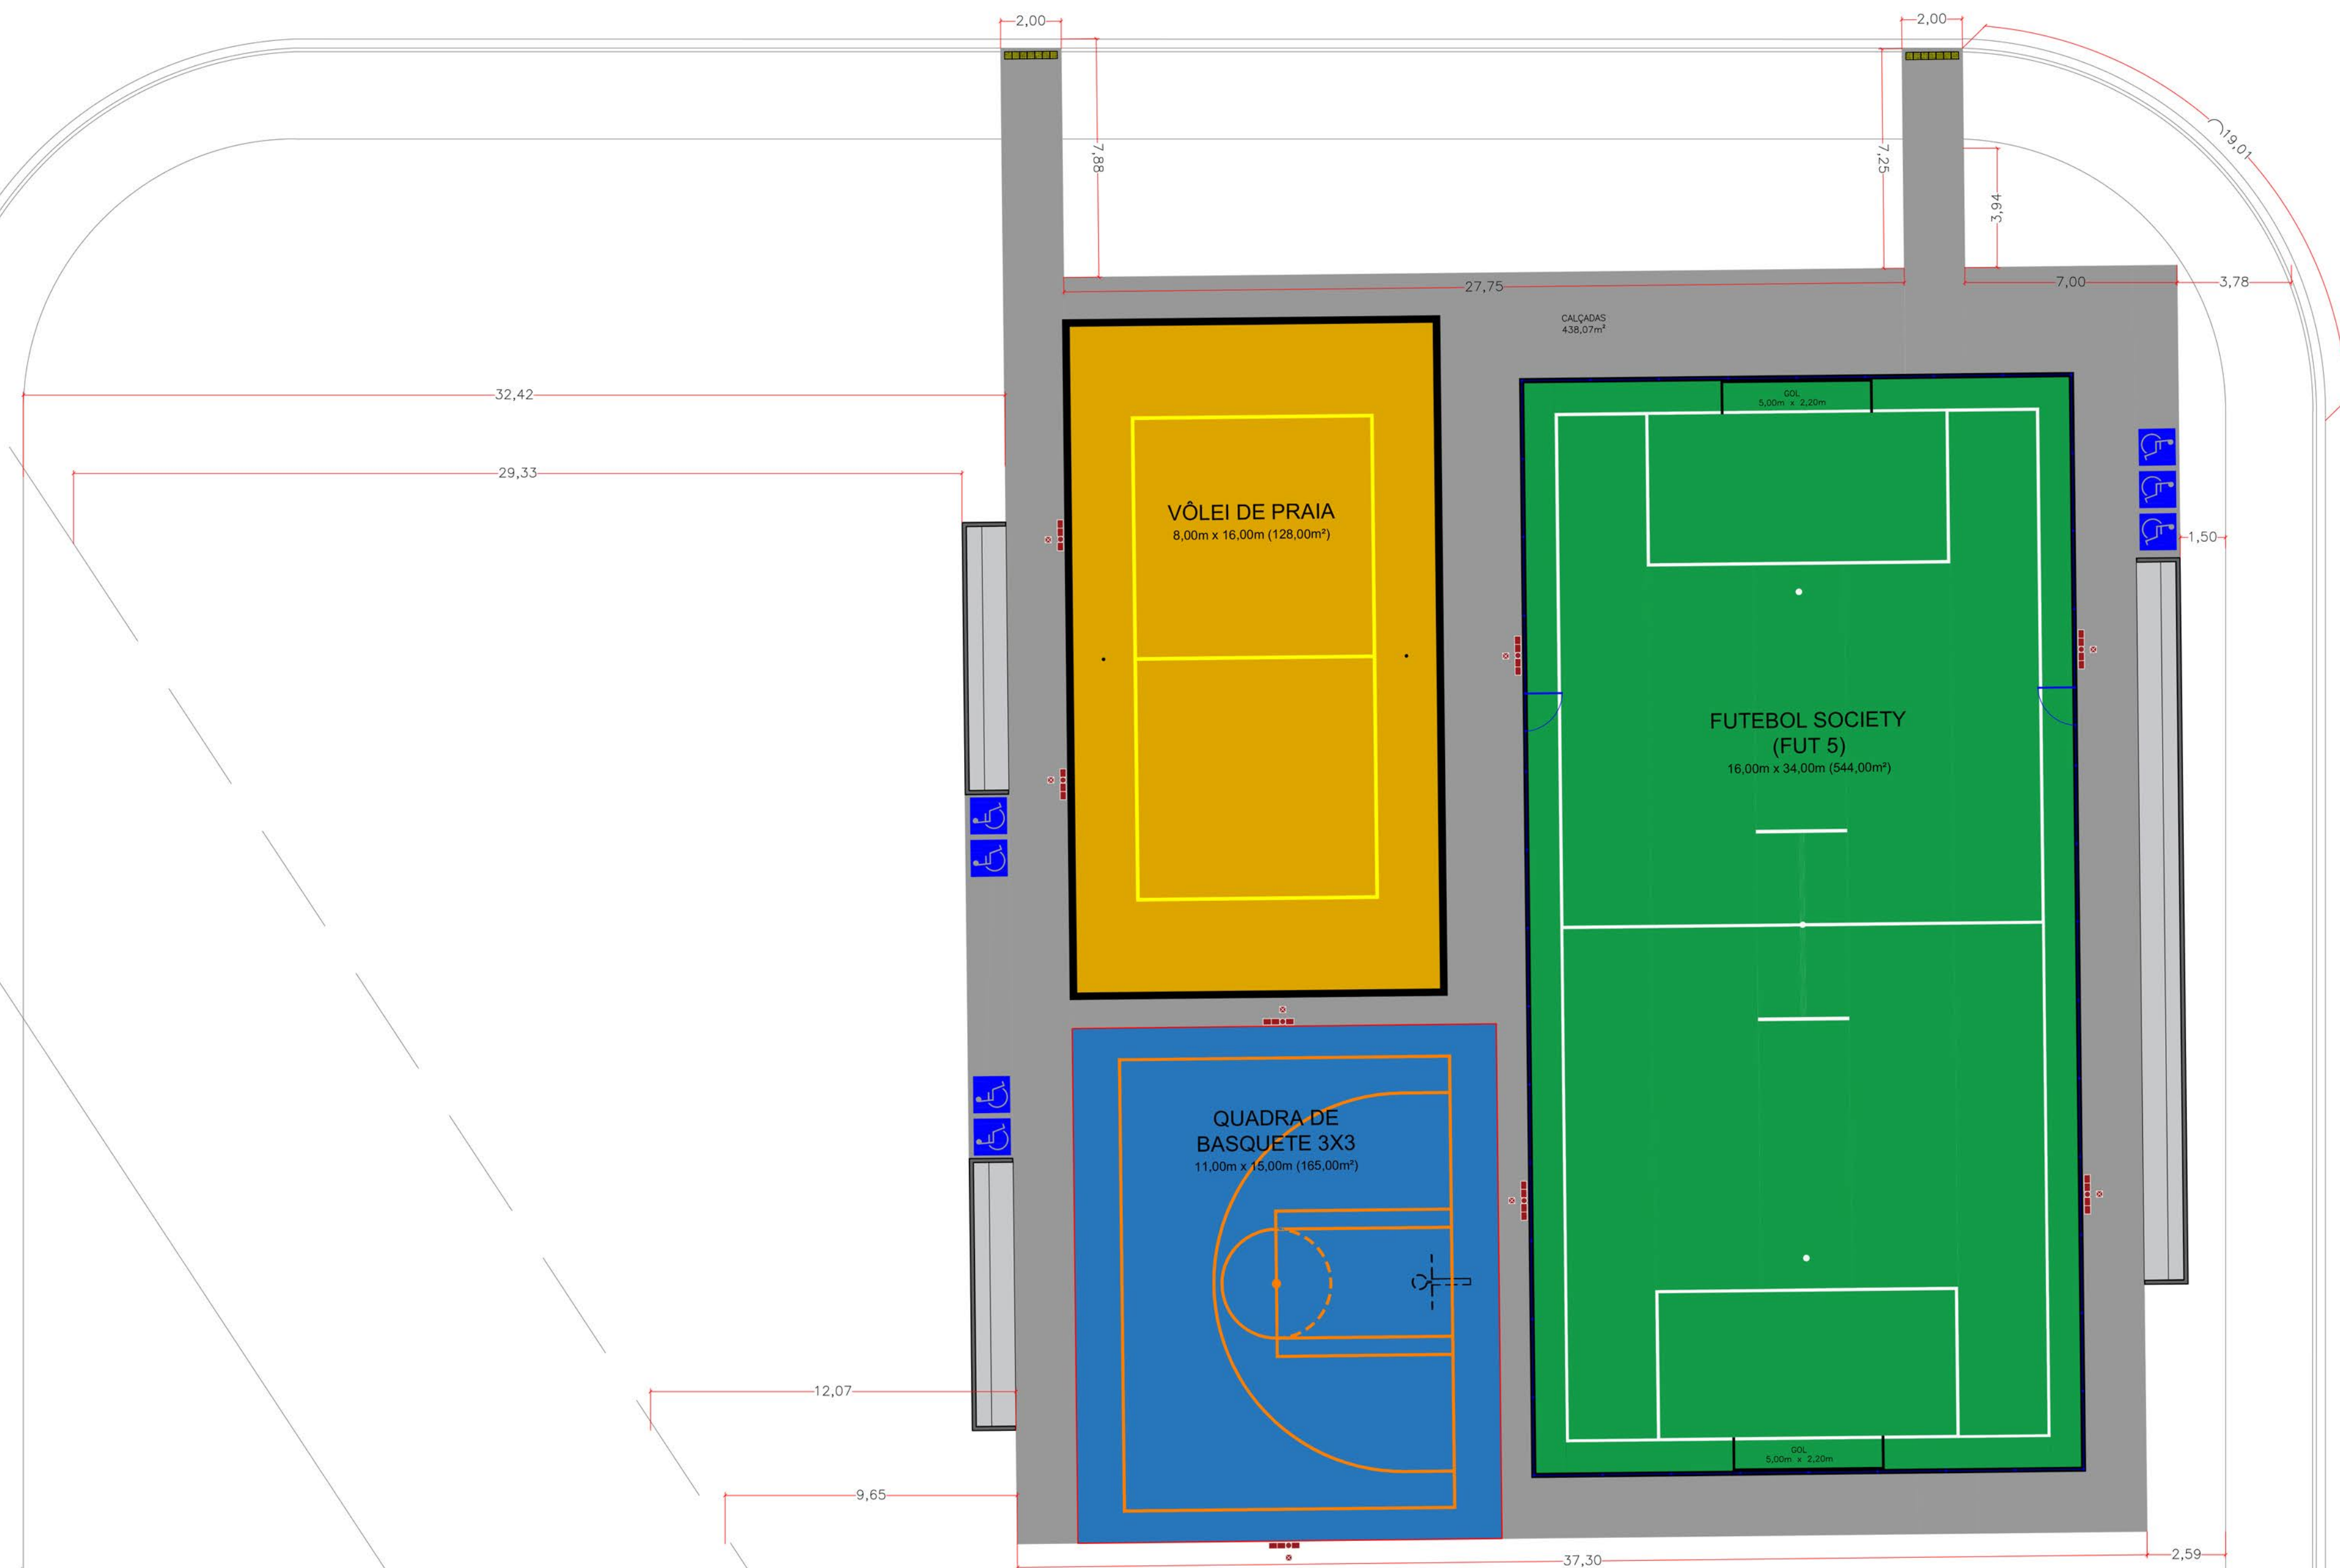 2,00
2,00
19,01
7,88
7,25
3,94
27,75
7,00
3,78
CALÇADAS
438,07m²
32,42
GOL
5,00m x 2,20m
29,33
VÔLEI DE PRAIA
8,00m x 16,00m (128,00m²)
1,50
FUTEBOL SOCIETY
(FUT 5)
16,00m x 34,00m (544,00m²)
QUADRA DE
BASQUETE 3X3
11,00m x 15,00m (165,00m²)
12,07
GOL
5,00m x 2,20m
9,65
37,30
2,59